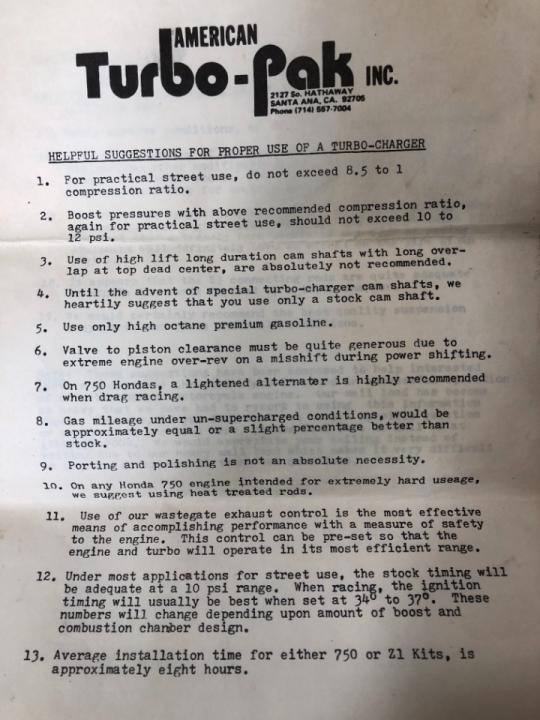 AMERICAN
Turbo-Pak INC.
2127 So. HATHAWAY
SANTA ANA, CA. 92705
Phone (714) 557-7004
HELPFUL SUGGESTIONS FOR PROPER USE OF A TURBO-CHARGER
1. For practical street use, do not exceed 8.5 to 1
compression ratio.
2. Boost pressures with above recommended compression ratio,
again for practical street use, should not exceed 10 to
12 psi.
3. Use of high lift long duration cam shafts with long over-
lap at top dead center, are absolutely not recommended.
4. Until the advent of special turbo-charger cam shafts, we
heartily suggest that you use only a stock cam shaft.
5. Use only high octane premium gasoline.
6. Valve to piston clearance must be quite generous due to
extreme engine over-rev on a misshift during power shifting.
7. On 750 Hondas, a lightened alternater is highly recommended
when drag racing.
8. Gas mileage under un-supercharged conditions, would be
approximately equal or a slight percentage better than
stock.
9. Porting and polishing is not an absolute necessity.
10. On any Honda 750 engine intended for extremely hard useage,
we suggest using heat treated rods.
11. Use of our wastegate exhaust control is the most effective
means of accomplishing performance with a measure of safety
to the engine. This control can be pre-set so that the
engine and turbo will operate in its most efficient range.
12. Under most applications for street use, the stock timing will
be adequate at a 10 psi range. When racing, the ignition
timing will usually be best when set at 34° to 37°. These
numbers will change depending upon amount of boost and
combustion chamber design.
13. Average installation time for either 750 or Z1 Kits, is
approximately eight hours.